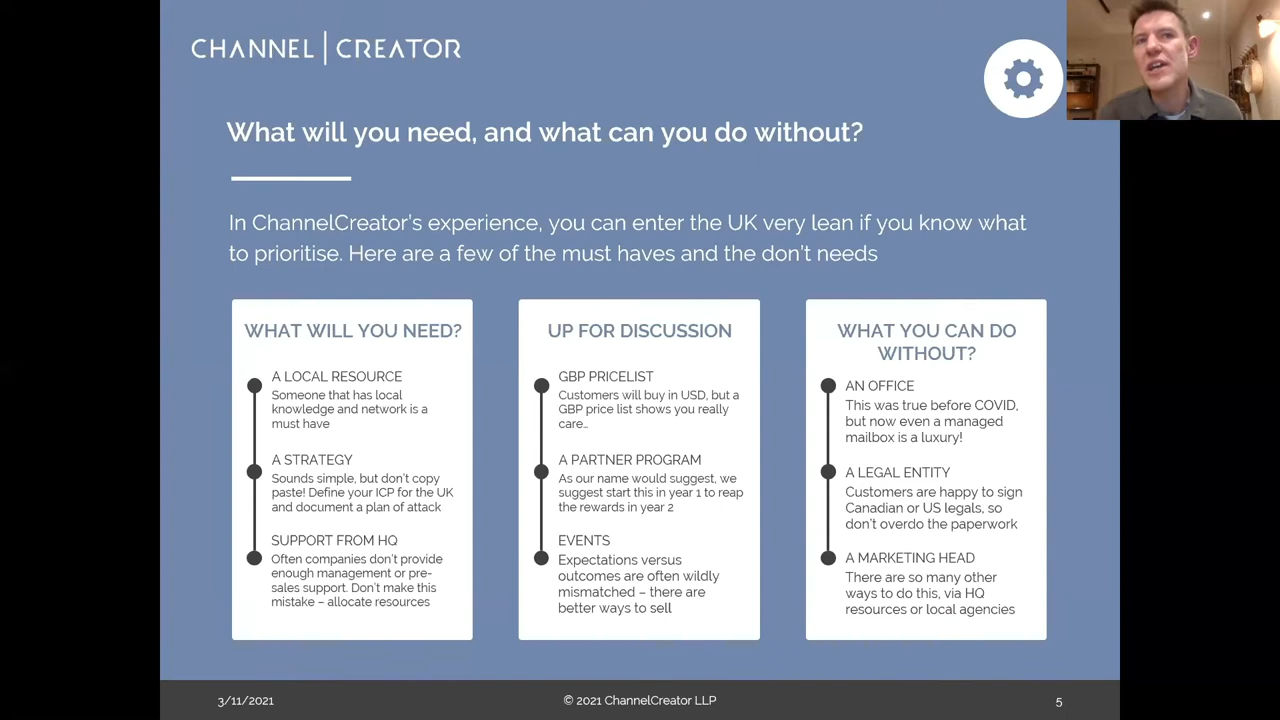 CHANNEL | CREATOR
What will you need, and what can you do without?
In ChannelCreator's experience, you can enter the UK very lean if you know what
to prioritise. Here are a few of the must haves and the don't needs
WHAT WILL YOU NEED?
A LOCAL RESOURCE
Someone that has local
knowledge and network is a
must have
A STRATEGY
Sounds simple, but don't copy
paste! Define your ICP for the UK
and document a plan of attack
SUPPORT FROM HQ
Often companies don't provide
enough management or pre-
sales support. Don't make this
mistake – allocate resources
UP FOR DISCUSSION
GBP PRICELIST
Customers will buy in USD, but a
GBP price list shows you really
care…
A PARTNER PROGRAM
As our name would suggest, we
suggest start this in year 1 to reap
the rewards in year 2
EVENTS
Expectations versus
outcomes are often wildly
mismatched – there are
better ways to sell
WHAT YOU CAN DO
WITHOUT?
AN OFFICE
This was true before COVID,
but now even a managed
mailbox is a luxury!
A LEGAL ENTITY
Customers are happy to sign
Canadian or US legals, so
don't overdo the paperwork
A MARKETING HEAD
There are so many other
ways to do this, via HQ
resources or local agencies
3/11/2021
© 2021 ChannelCreator LLP
5